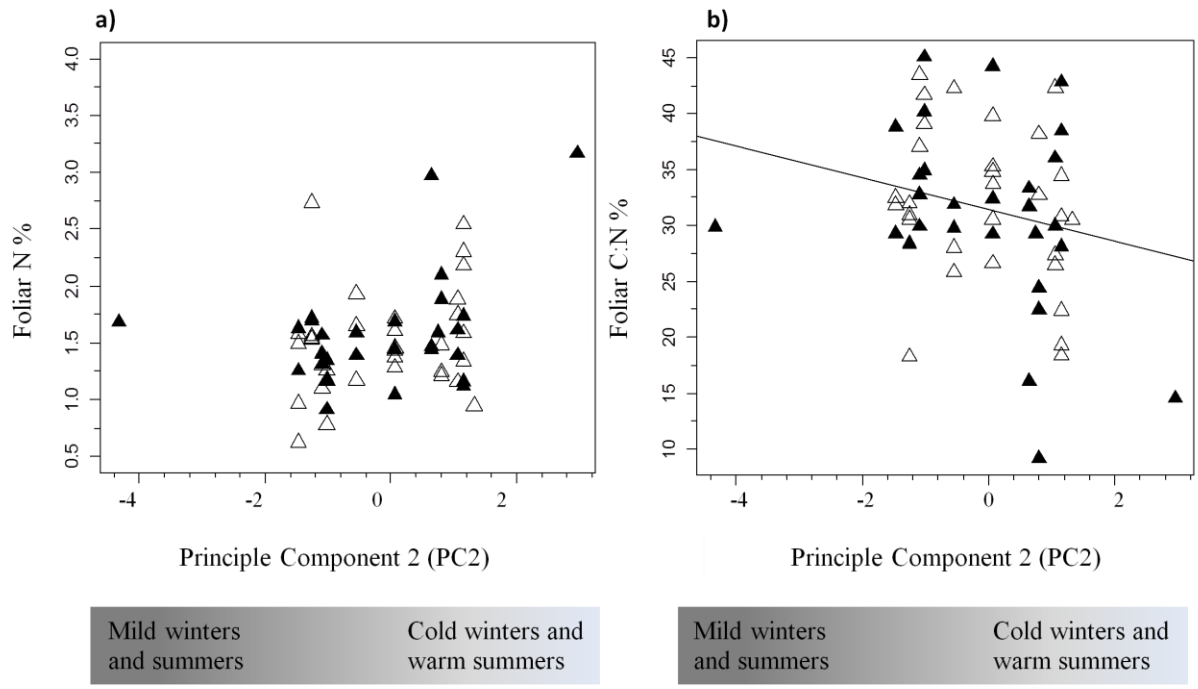 a)
4.0
3.5
3.0
2.5
2.0
1.5
1.0
0.5
Foliar N %
-4
-2
0
2
Principle Component 2 (PC2)
Mild winters
and summers
Cold winters and
warm summers
b)
45
40
35
30
25
20
15
10
Foliar C:N %
-4
-2
0
2
Principle Component 2 (PC2)
Mild winters
and summers
Cold winters and
warm summers